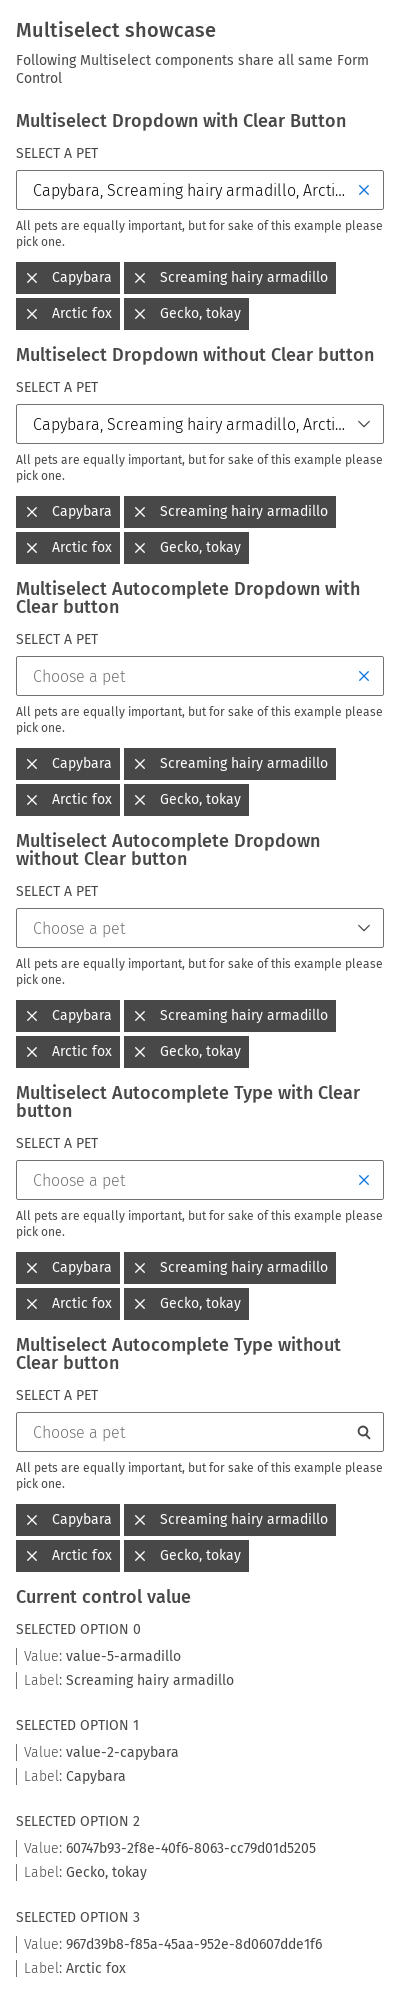 Multiselect showcase
Following Multiselect components share all same Form
Control
Multiselect Dropdown with Clear Button
SELECT A PET
Capybara, Screaming hairy armadillo, Arcti...
All pets are equally important, but for sake of this example please
pick one.
Capybara Screaming hairy armadillo
Arctic fox Gecko, tokay
Multiselect Dropdown without Clear button
SELECT A PET
Capybara, Screaming hairy armadillo, Arcti...
All pets are equally important, but for sake of this example please
pick one.
Capybara Screaming hairy armadillo
Arctic fox Gecko, tokay
Multiselect Autocomplete Dropdown with
Clear button
SELECT A PET
Choose a pet
All pets are equally important, but for sake of this example please
pick one.
Capybara Screaming hairy armadillo
Arctic fox Gecko, tokay
Multiselect Autocomplete Dropdown
without Clear button
SELECT A PET
Choose a pet
All pets are equally important, but for sake of this example please
pick one.
Capybara Screaming hairy armadillo
Arctic fox Gecko, tokay
Multiselect Autocomplete Type with Clear
button
SELECT A PET
Choose a pet
All pets are equally important, but for sake of this example please
pick one.
Capybara Screaming hairy armadillo
Arctic fox Gecko, tokay
Multiselect Autocomplete Type without
Clear button
SELECT A PET
Choose a pet
All pets are equally important, but for sake of this example please
pick one.
Capybara Screaming hairy armadillo
Arctic fox Gecko, tokay
Current control value
SELECTED OPTION 0
Value: value-5-armadillo
Label: Screaming hairy armadillo
SELECTED OPTION 1
Value: value-2-capybara
Label: Capybara
SELECTED OPTION 2
Value: 60747b93-2f8e-40f6-8063-cc79d01d5205
Label: Gecko, tokay
SELECTED OPTION 3
Value: 967d39b8-f85a-45aa-952e-8d0607dde1f6
Label: Arctic fox